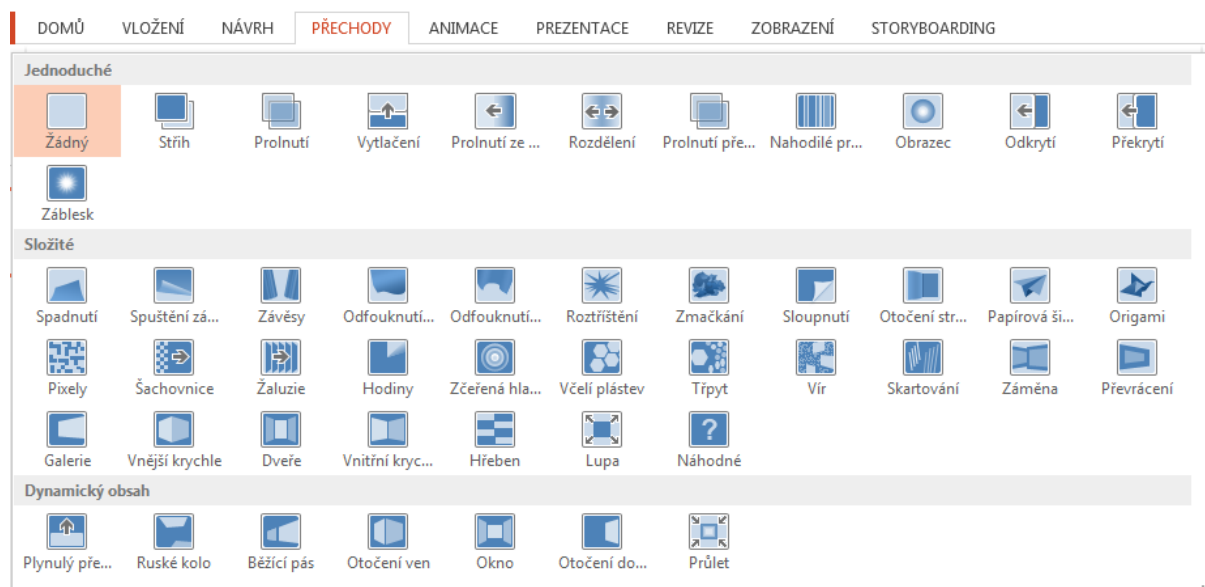 DOMŮ VLOŽENÍ NÁVRH PŘECHODY ANIMACE PREZENTACE REVIZE ZOBRAZENÍ STORYBOARDING
Jednoduché
Žádný Střih Prolnutí Vytlačení Prolnutí ze ... Rozdělení Prolnutí pře... Nahodilé pr... Obrazec Odkrytí Překrytí
Záblesk
Složité
Spadnutí Spuštění zá... Závěsy Odfouknutí... Odfouknutí... Roztříštění Zmačkání Sloupnutí Otočení str... Papírová ši... Origami
Pixely Šachovnice Žaluzie Hodiny Zčeřená hla... Včelí plástev Třpyt Vír Skartování Záměna Převrácení
Galerie Vnější krychle Dveře Vnitřní kryc... Hřeben Lupa Náhodné
Dynamický obsah
Plynulý pře... Ruské kolo Běžící pás Otočení ven Okno Otočení do... Průlet